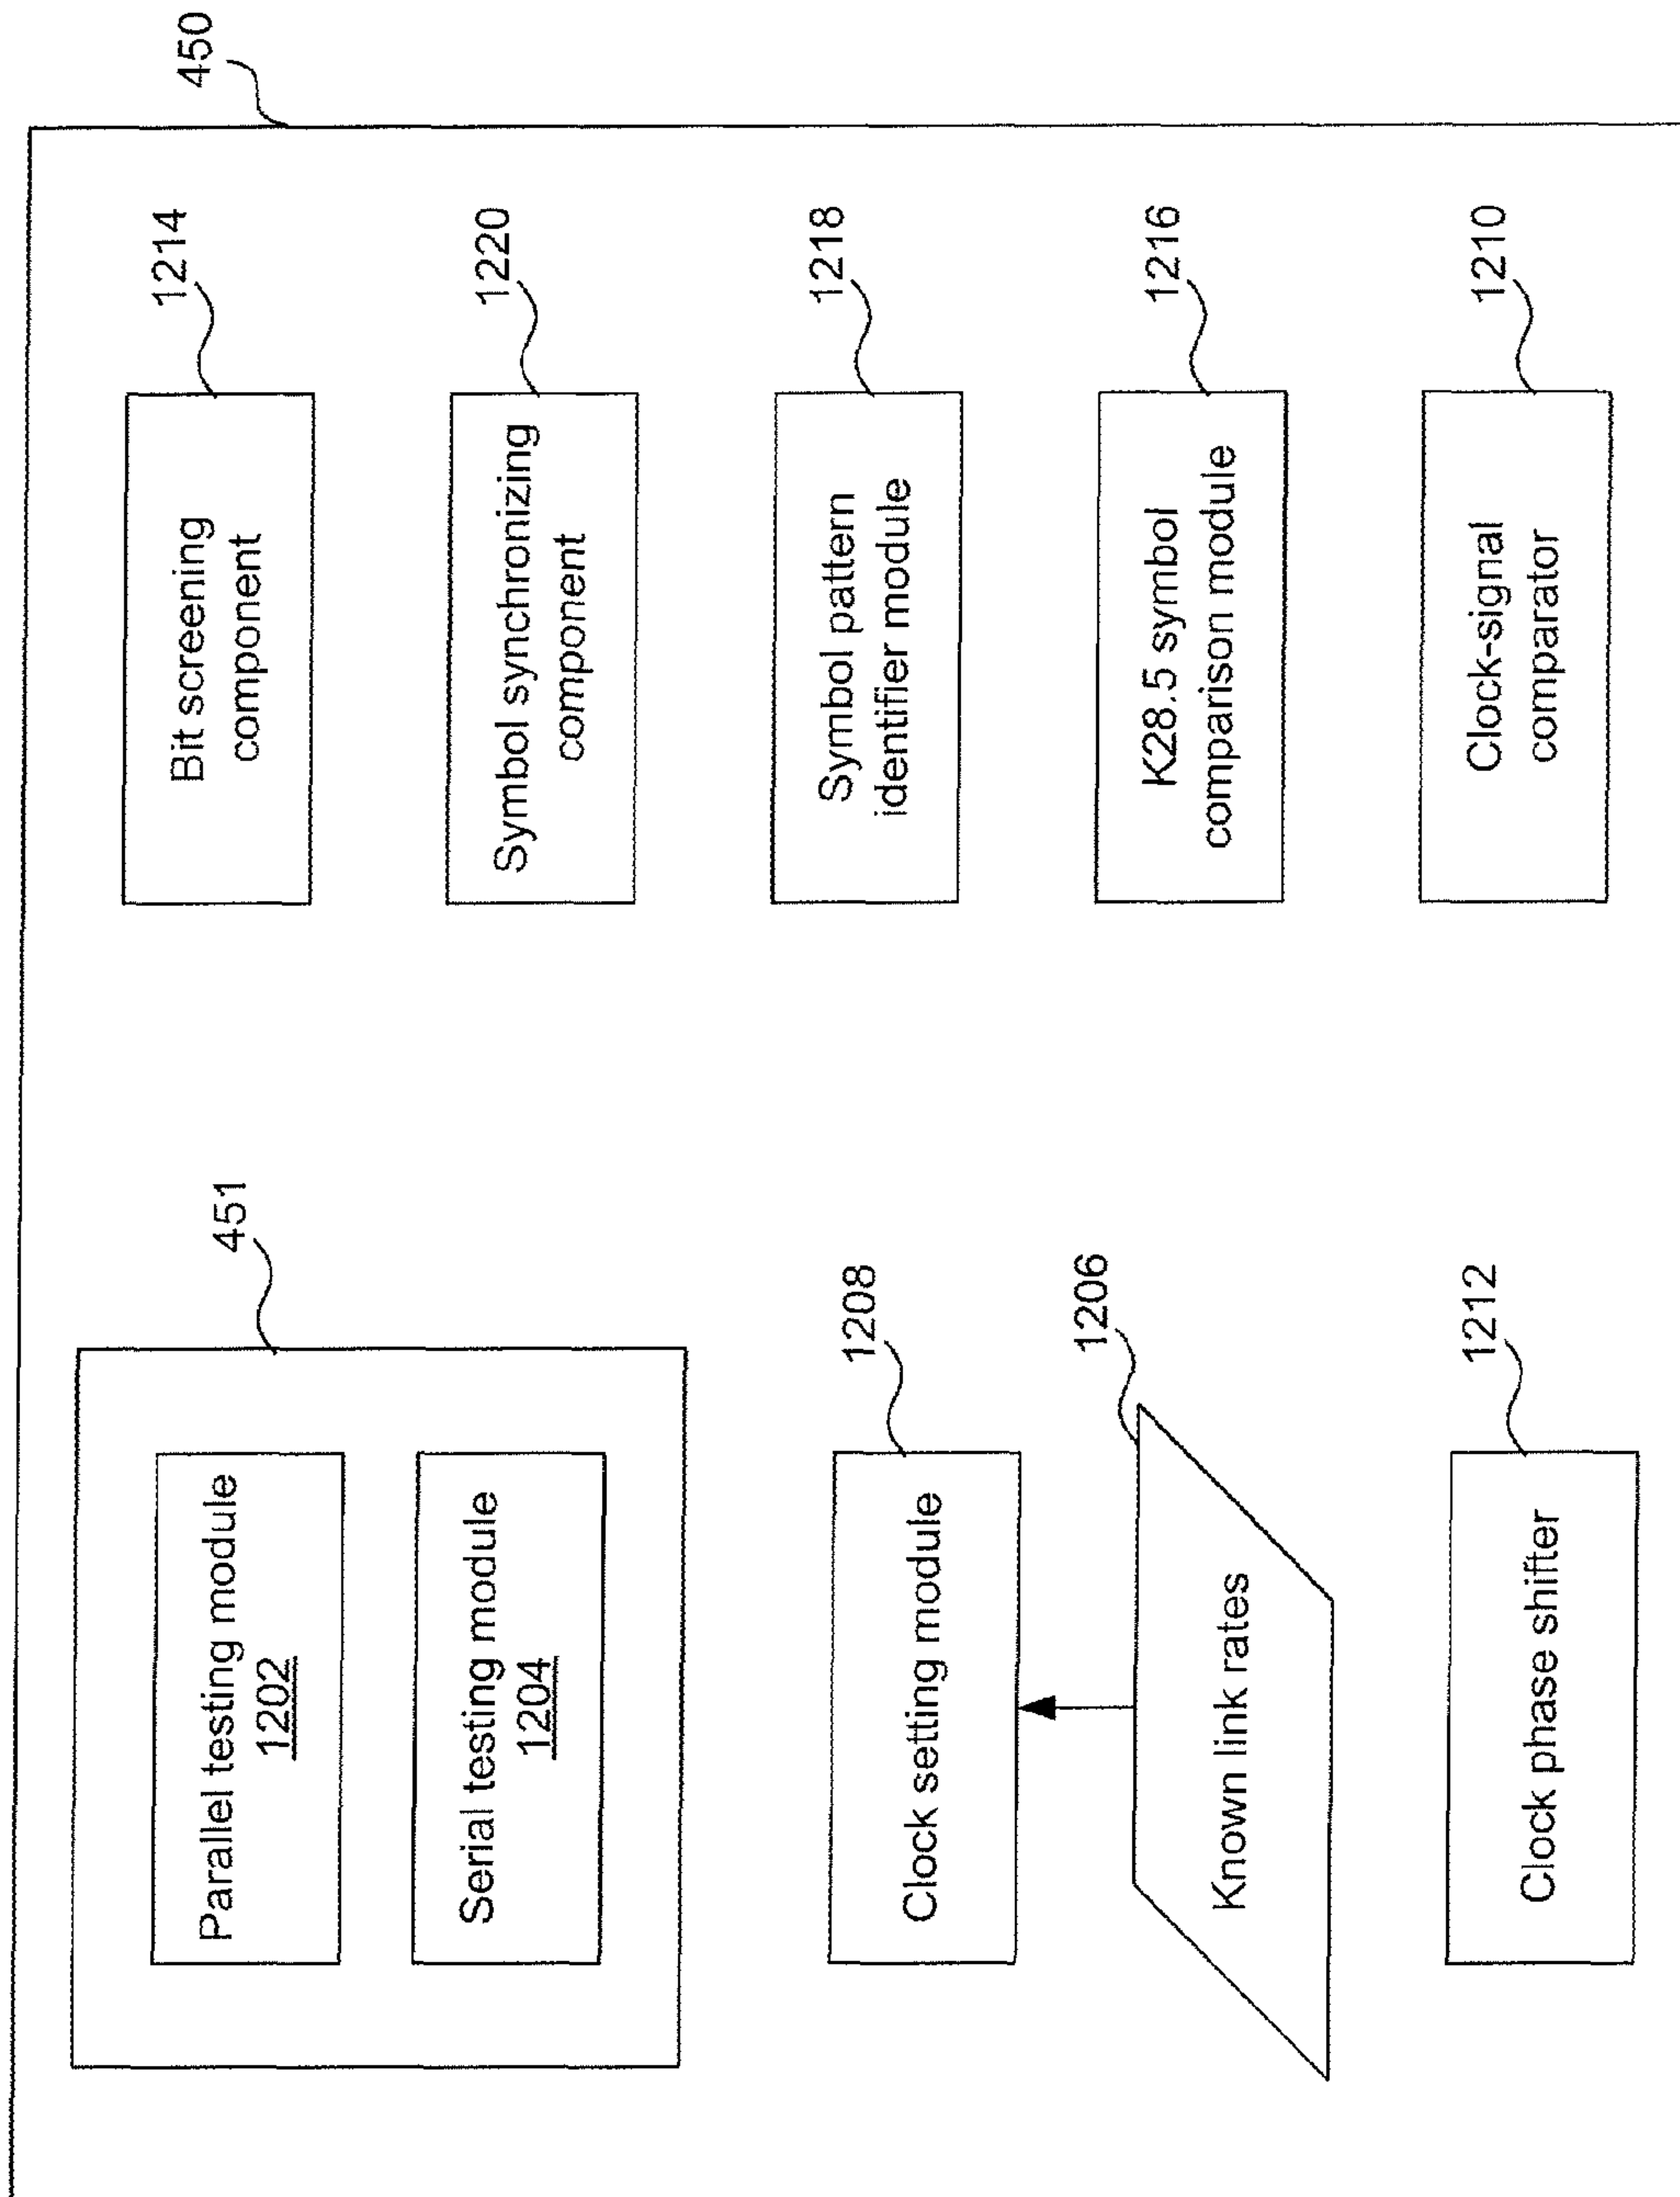 450
451
Parallel testing module
1202
Serial testing module
1204
1208
Clock setting module
1206
Known link rates
1212
Clock phase shifter
1214
Bit screening
component
1220
Symbol synchronizing
component
1218
Symbol pattern
identifier module
1216
K28.5 symbol
comparison module
1210
Clock-signal
comparator